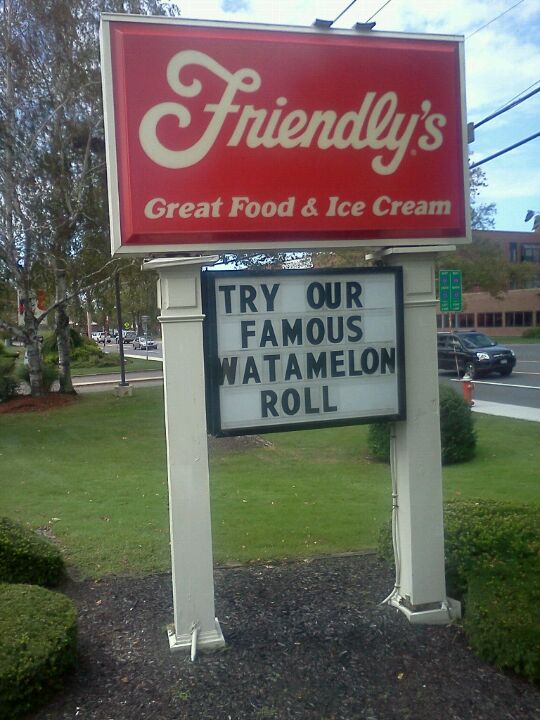 Friendly's
Great Food & Ice Cream
TRY OUR
FAMOUS
WATAMELON
ROLL